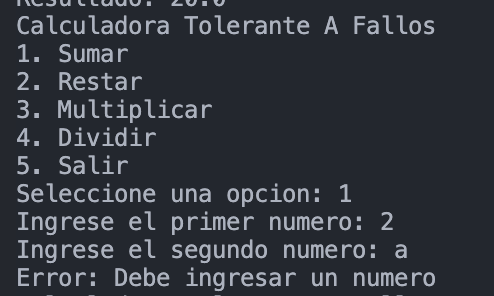 Resultado: 20.0
Calculadora Tolerante A Fallos
1. Sumar
2. Restar
3. Multiplicar
4. Dividir
5. Salir
Seleccione una opcion: 1
Ingrese el primer numero: 2
Ingrese el segundo numero: a
Error: Debe ingresar un numero